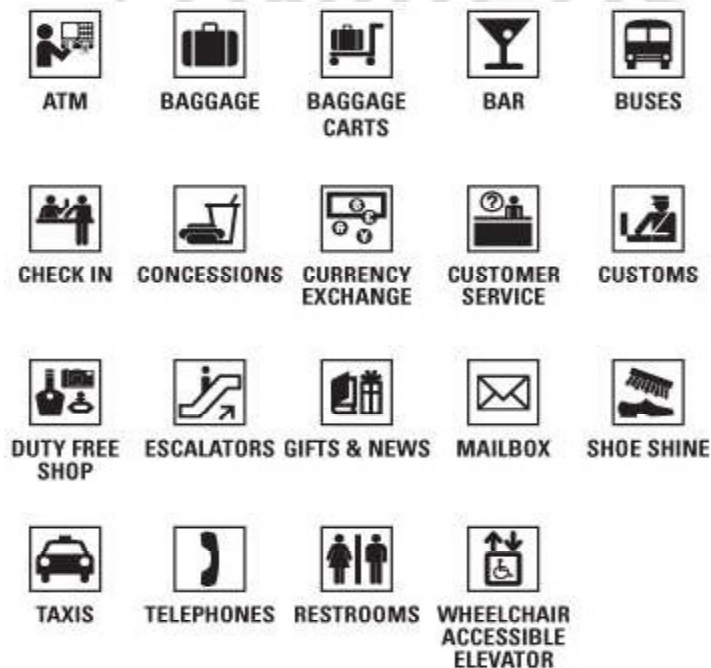 ATM
BAGGAGE
BAGGAGE
CARTS
BAR
BUSES
?
CHECK IN
CONCESSIONS
CURRENCY
EXCHANGE
CUSTOMER
SERVICE
CUSTOMS
DUTY FREE
SHOP
ESCALATORS
GIFTS & NEWS
MAILBOX
SHOE SHINE
TAXIS
TELEPHONES
RESTROOMS
WHEELCHAIR
ACCESSIBLE
ELEVATOR